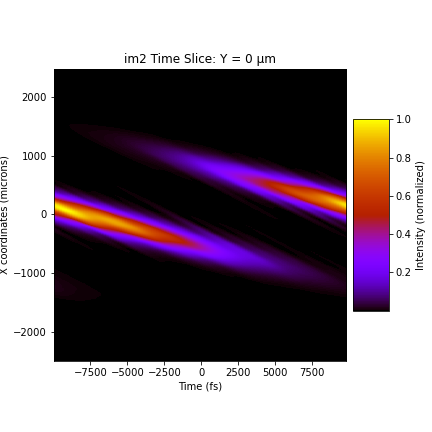 im2 Time Slice: Y = 0 μm
2000
1000
0
−1000
−2000
X coordinates (microns)
−7500 −5000 −2500 0 2500 5000 7500
Time (fs)
1.0
0.8
0.6
0.4
0.2
Intensity (normalized)